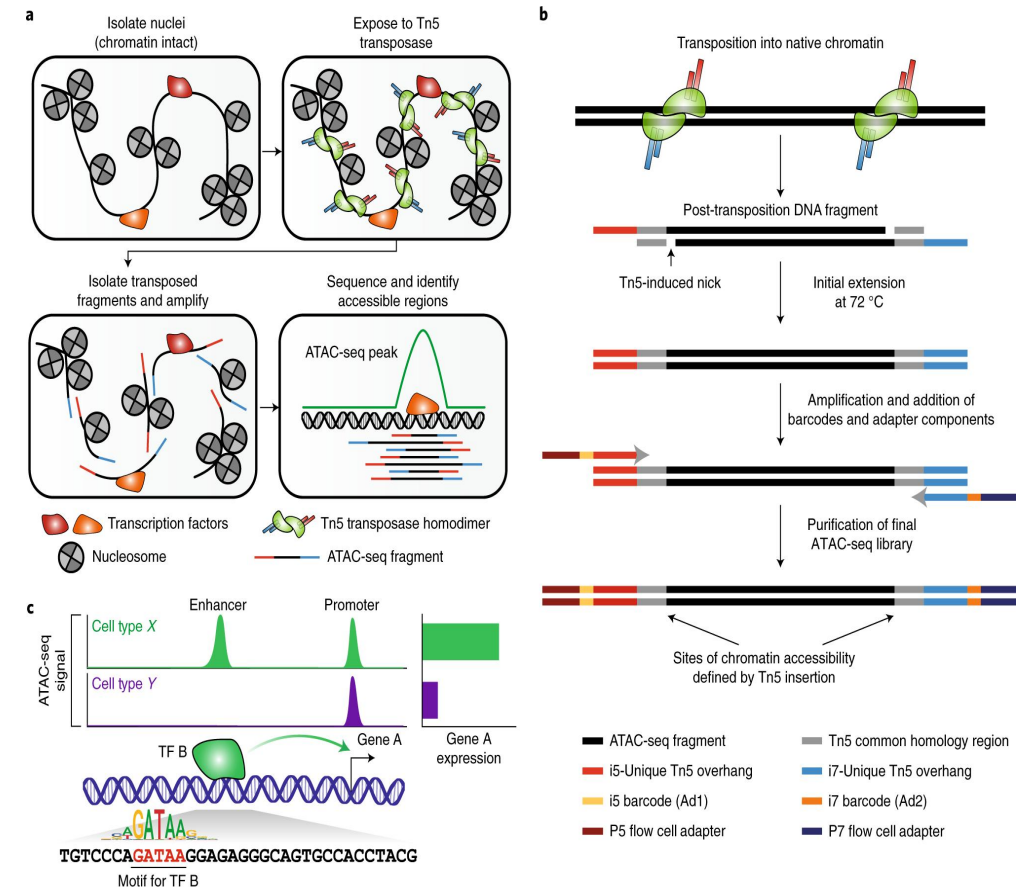 a
Isolate nuclei
(chromatin intact)
Expose to Tn5
transposase
Isolate transposed
fragments and amplify
Sequence and identify
accessible regions
ATAC-seq peak
Transcription factors
Tn5 transposase homodimer
Nucleosome
ATAC-seq fragment
b
Transposition into native chromatin
Post-transposition DNA fragment
Tn5-induced nick
Initial extension
at 72 °C
Amplification and addition of
barcodes and adapter components
Purification of final
ATAC-seq library
Sites of chromatin accessibility
defined by Tn5 insertion
ATAC-seq fragment
Tn5 common homology region
i5-Unique Tn5 overhang
i7-Unique Tn5 overhang
i5 barcode (Ad1)
i7 barcode (Ad2)
P5 flow cell adapter
P7 flow cell adapter
c
Enhancer
Promoter
ATAC-seq
signal
Cell type X
Cell type Y
Gene A
expression
TF B
Gene A
GATAA
TGTCCCAGATAAGGAGAGGGCAGTGCCACCTACG
Motif for TF B